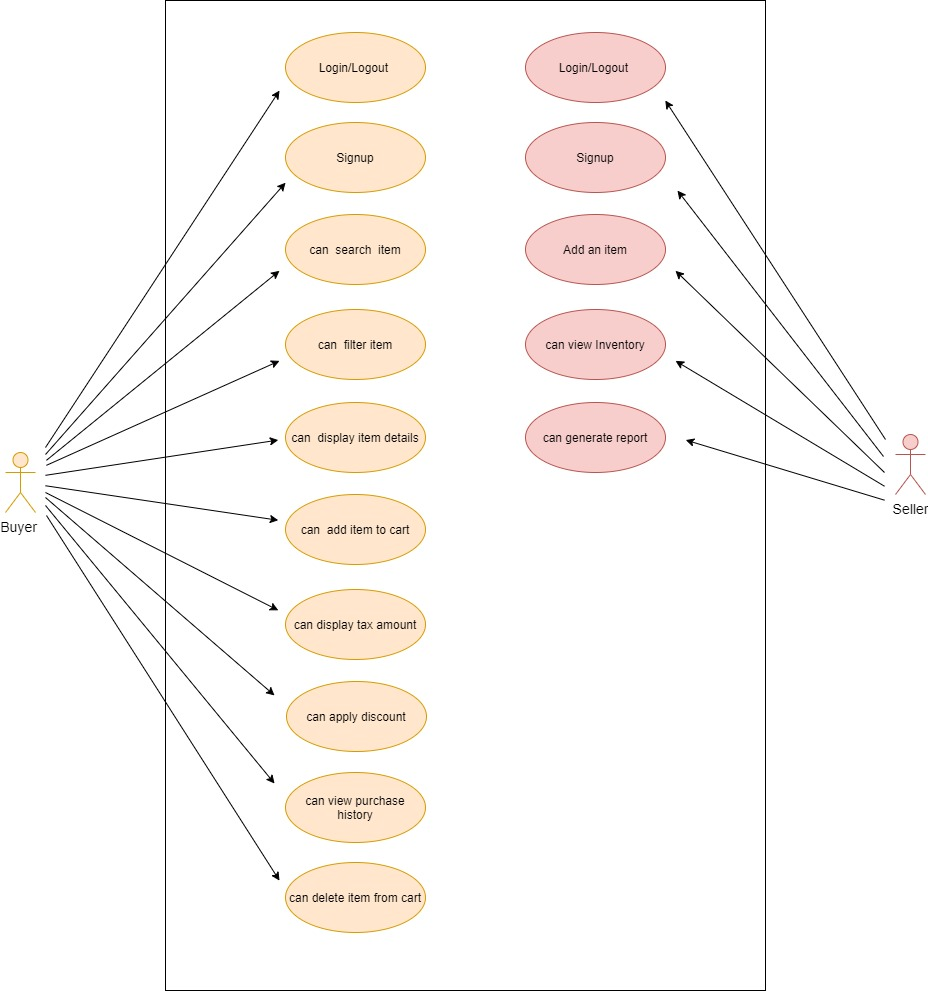 Login/Logout
Signup
can search item
can filter item
can display item details
can add item to cart
can display tax amount
can apply discount
can view purchase
history
can delete item from cart
Login/Logout
Signup
Add an item
can view Inventory
can generate report
Buyer
Seller